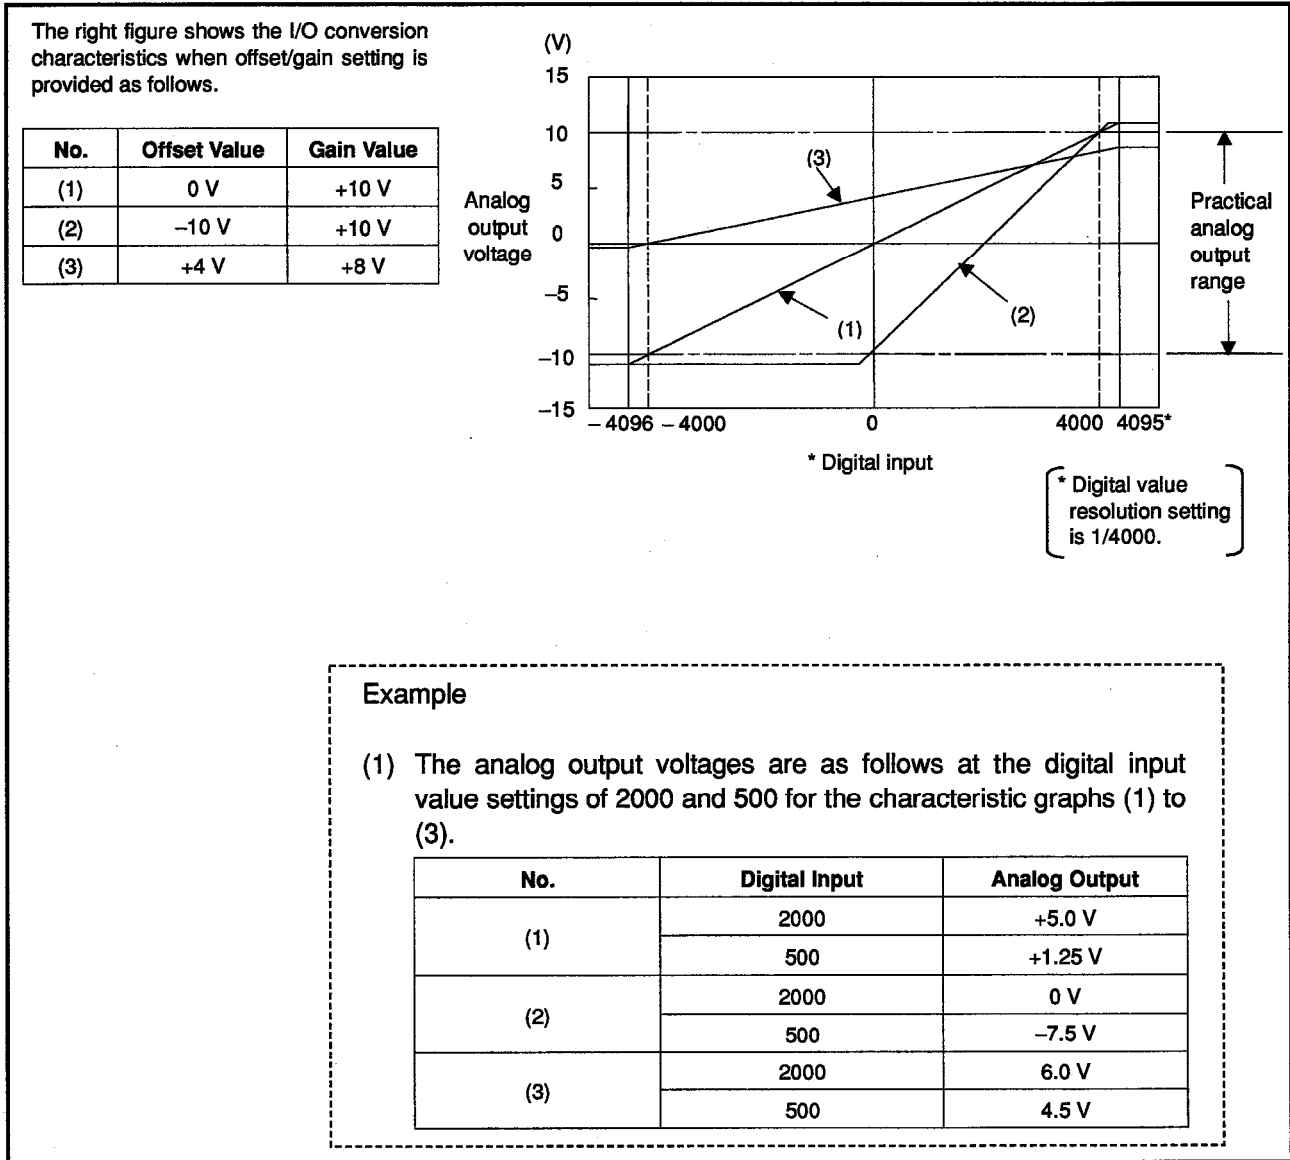 The right figure shows the I/O conversion
characteristics when offset/gain setting is
provided as follows.
No. Offset Value Gain Value
(1) 0 V +10 V
(2) −10 V +10 V
(3) +4 V +8 V
(V)
15
10
5
0
−5
−10
−15
Analog
output
voltage
(3)
(1)
(2)
Practical
analog
output
range
− 4096 − 4000 0 4000 4095*
* Digital input
* Digital value
resolution setting
is 1/4000.
Example
(1) The analog output voltages are as follows at the digital input
value settings of 2000 and 500 for the characteristic graphs (1) to
(3).
No. Digital Input Analog Output
(1) 2000 +5.0 V
500 +1.25 V
(2) 2000 0 V
500 −7.5 V
(3) 2000 6.0 V
500 4.5 V